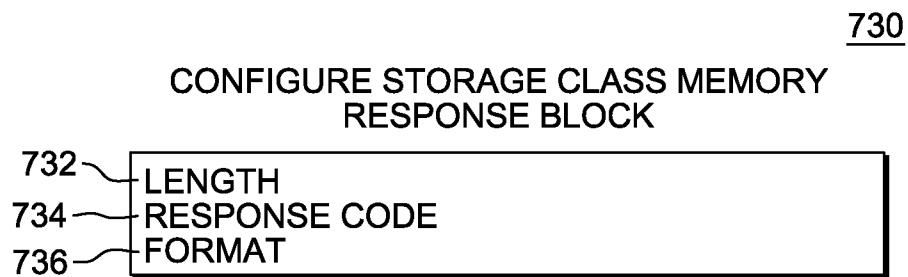 730
CONFIGURE STORAGE CLASS MEMORY
RESPONSE BLOCK
732 LENGTH
734 RESPONSE CODE
736 FORMAT